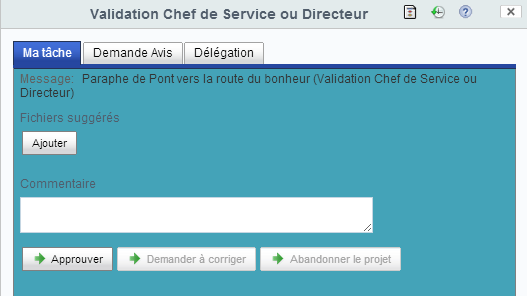 Validation Chef de Service ou Directeur
Ma tâche
Demande Avis
Délégation
Message: Paraphe de Pont vers la route du bonheur (Validation Chef de Service ou
Directeur)
Fichiers suggérés
Ajouter
Commentaire
Approuver
Demander à corriger
Abandonner le projet